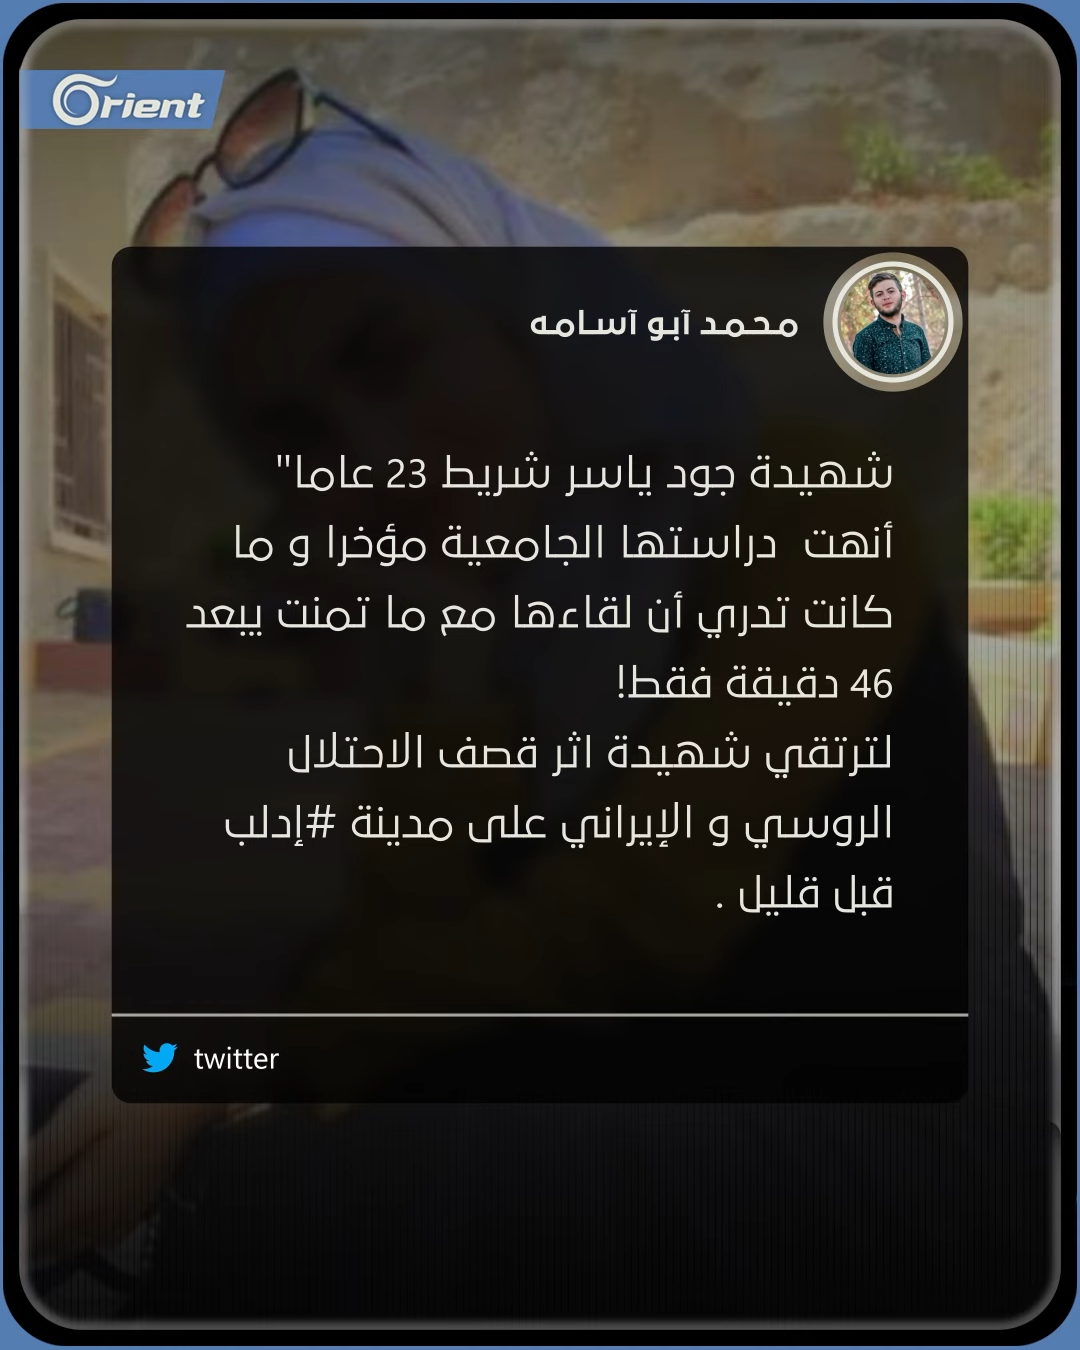 Orient
محمد آبو آسامه
شهيدة جود ياسر شريط 23 عاما"
أنهت دراستها الجامعية مؤخرا و ما
كانت تدري أن لقاءها مع ما تمنت يبعد
46 دقيقة فقط!
لترتقي شهيدة اثر قصف الاحتلال
الروسي و الإيراني على مدينة #إدلب
قبل قليل .
twitter